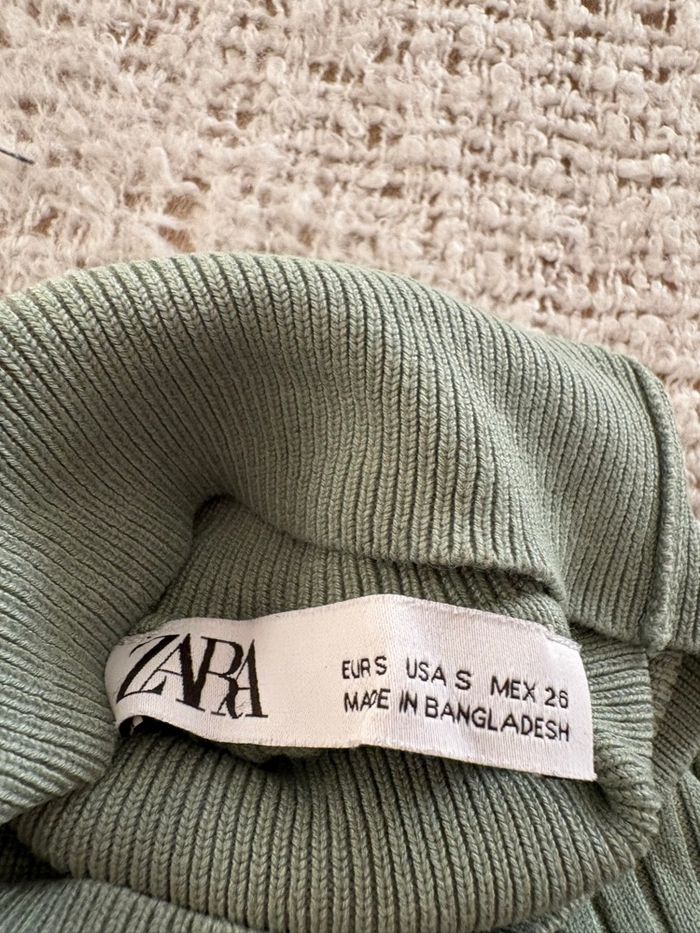 ZARA
EUR S USA S MEX 26
MADE IN BANGLADESH